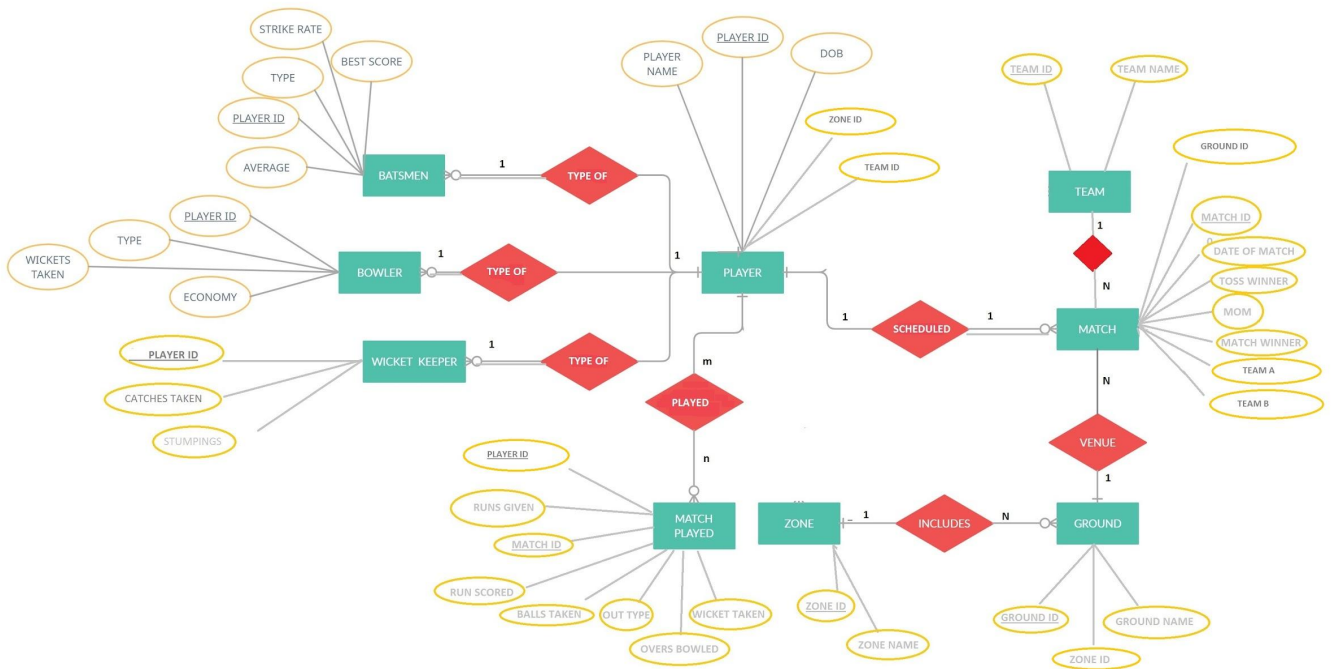 STRIKE RATE
BEST SCORE
TYPE
PLAYER ID
AVERAGE
BATSMEN
1
TYPE OF
PLAYER ID
TYPE
WICKETS
TAKEN
ECONOMY
BOWLER
1
TYPE OF
PLAYER ID
CATCHES TAKEN
STUMPINGS
WICKET KEEPER
1
TYPE OF
PLAYER
NAME
PLAYER ID
DOB
ZONE ID
TEAM ID
1
PLAYER
1
SCHEDULED
1
m
PLAYED
n
PLAYER ID
RUNS GIVEN
MATCH ID
RUN SCORED
BALLS TAKEN
OUT TYPE
OVERS BOWLED
WICKET TAKEN
MATCH
PLAYED
TEAM ID
TEAM NAME
TEAM
1
N
GROUND ID
MATCH ID
DATE OF MATCH
TOSS WINNER
MOM
MATCH WINNER
TEAM A
TEAM B
MATCH
N
VENUE
1
ZONE
1
INCLUDES
N
GROUND
ZONE ID
ZONE NAME
GROUND ID
ZONE ID
GROUND NAME